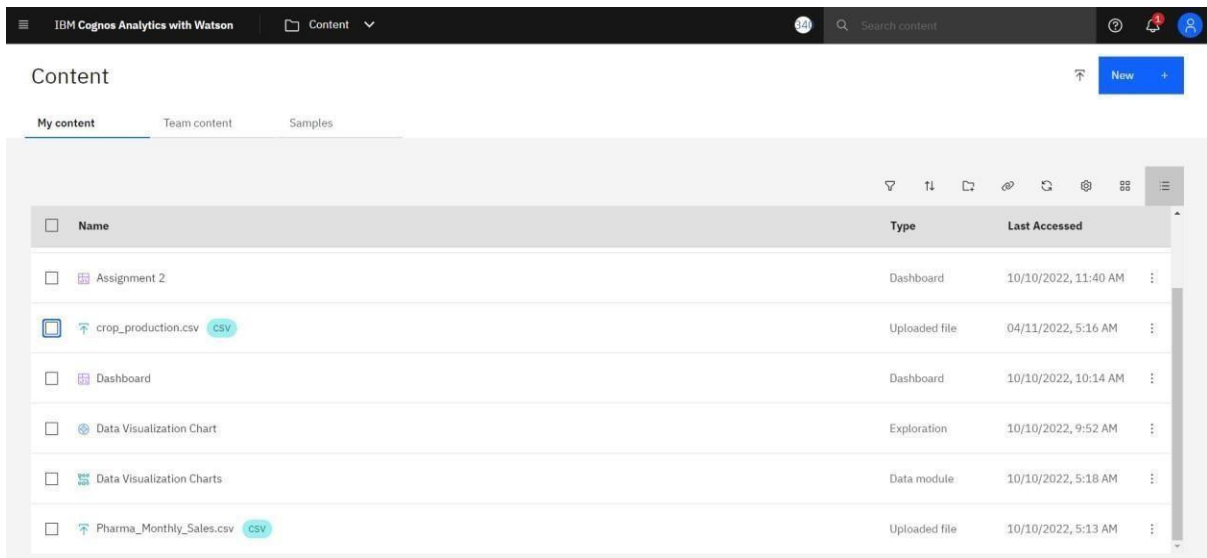 IBM Cognos Analytics with Watson
Content
Search content
1
Content
New +
My content Team content Samples
Name Type Last Accessed
Assignment 2 Dashboard 10/10/2022, 11:40 AM
crop_production.csv CSV Uploaded file 04/11/2022, 5:16 AM
Dashboard Dashboard 10/10/2022, 10:14 AM
Data Visualization Chart Exploration 10/10/2022, 9:52 AM
Data Visualization Charts Data module 10/10/2022, 5:18 AM
Pharma_Monthly_Sales.csv CSV Uploaded file 10/10/2022, 5:13 AM